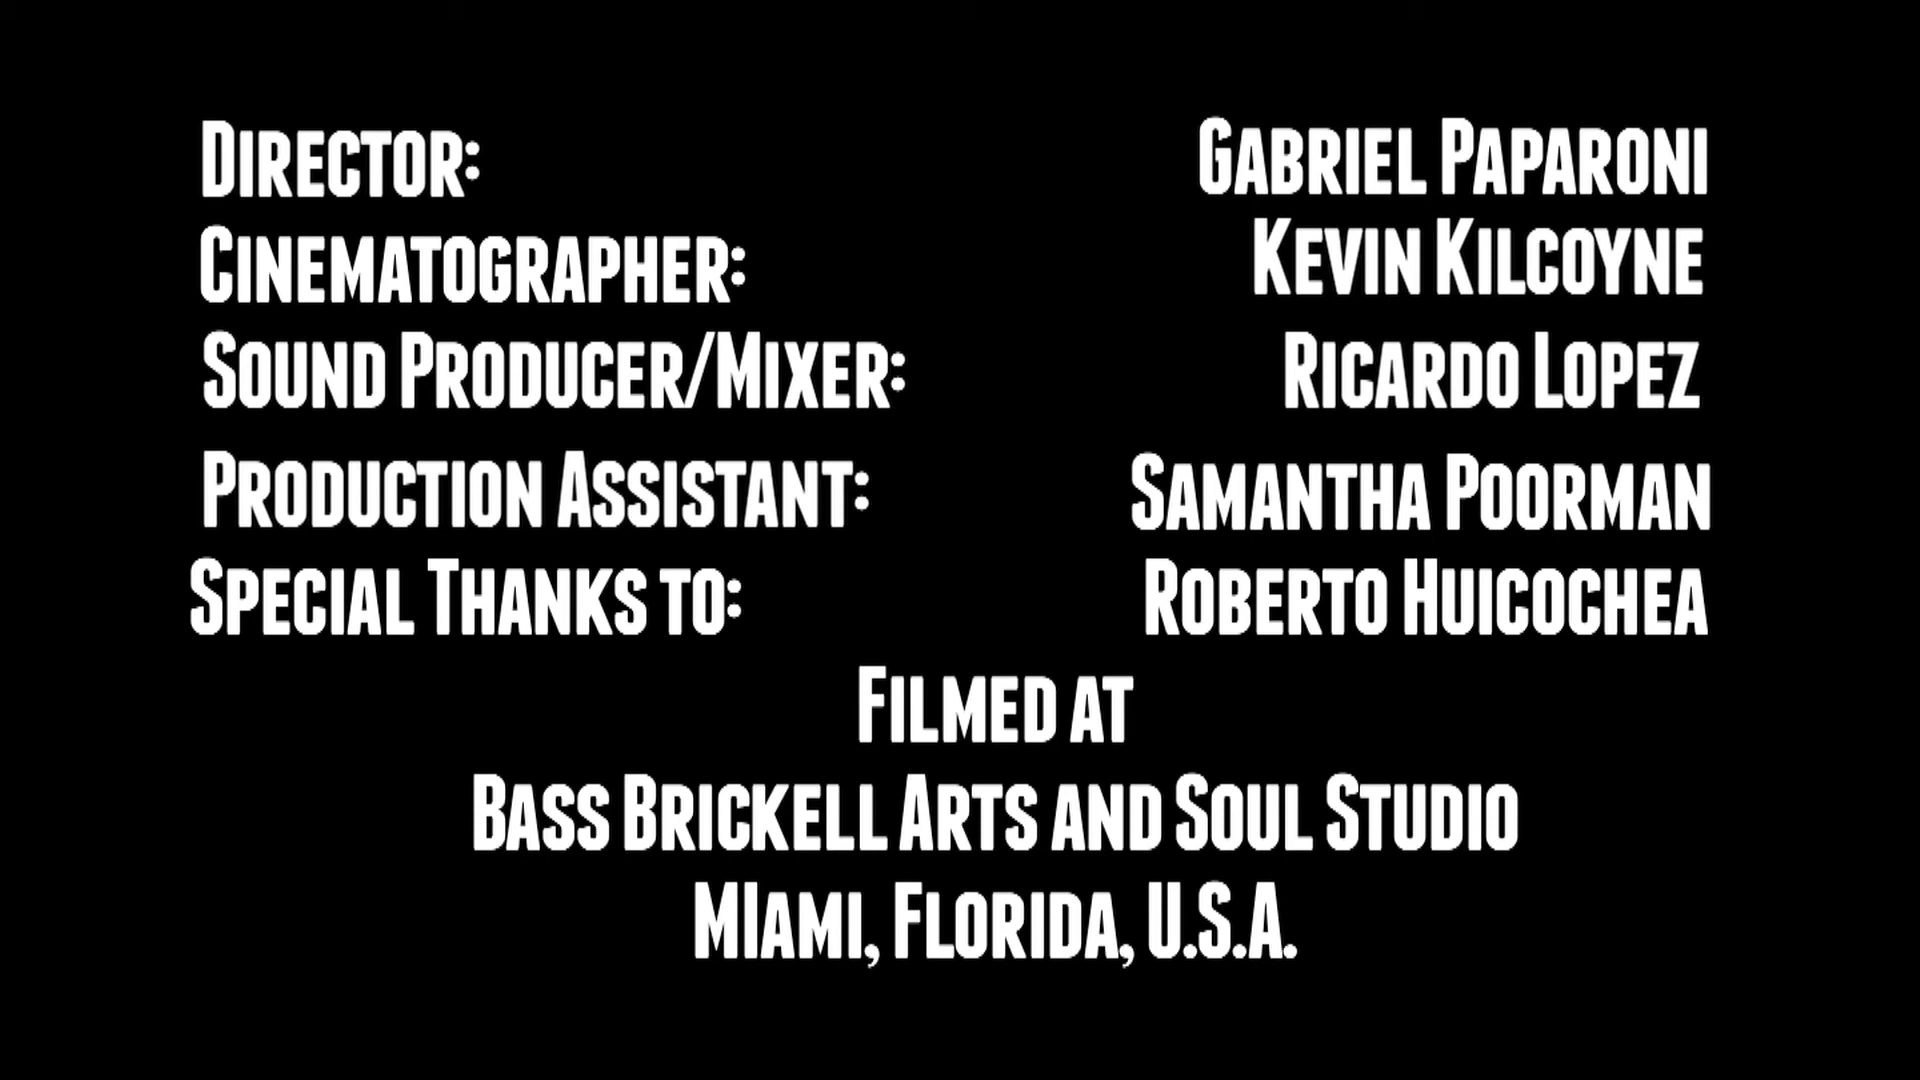 Director: Gabriel Paparoni
Cinematographer: Kevin Kilcoyne
Sound Producer/Mixer: Ricardo Lopez
Production Assistant: Samantha Poorman
Special Thanks to: Roberto Huicochea
Filmed at
Bass Brickell Arts and Soul Studio
MIami, Florida, U.S.A.